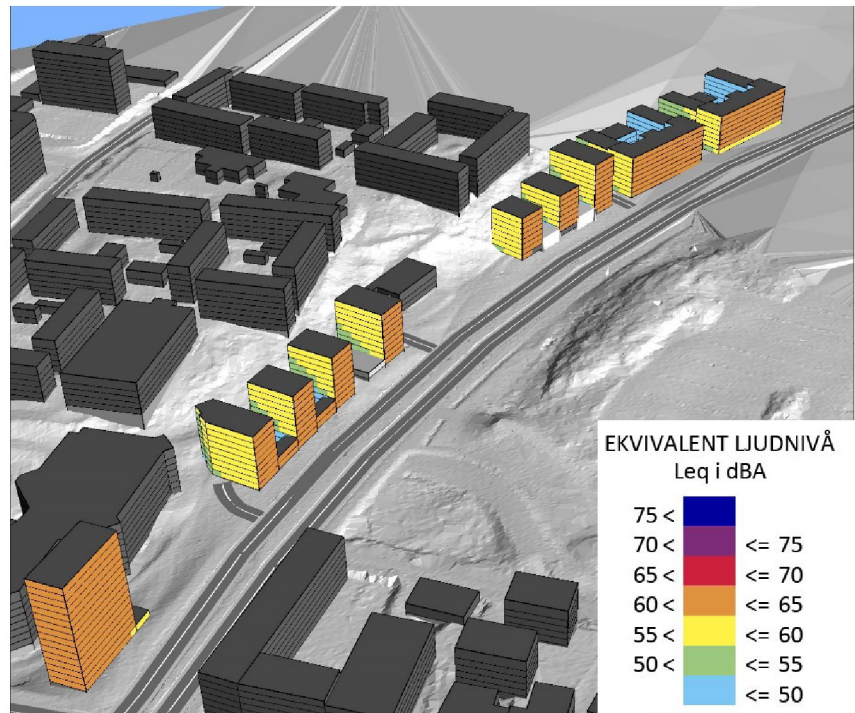 EKVIVALENT LJUDNIVÅ
Leq i dBA
75 <
70 < <= 75
65 < <= 70
60 < <= 65
55 < <= 60
50 < <= 55
<= 50